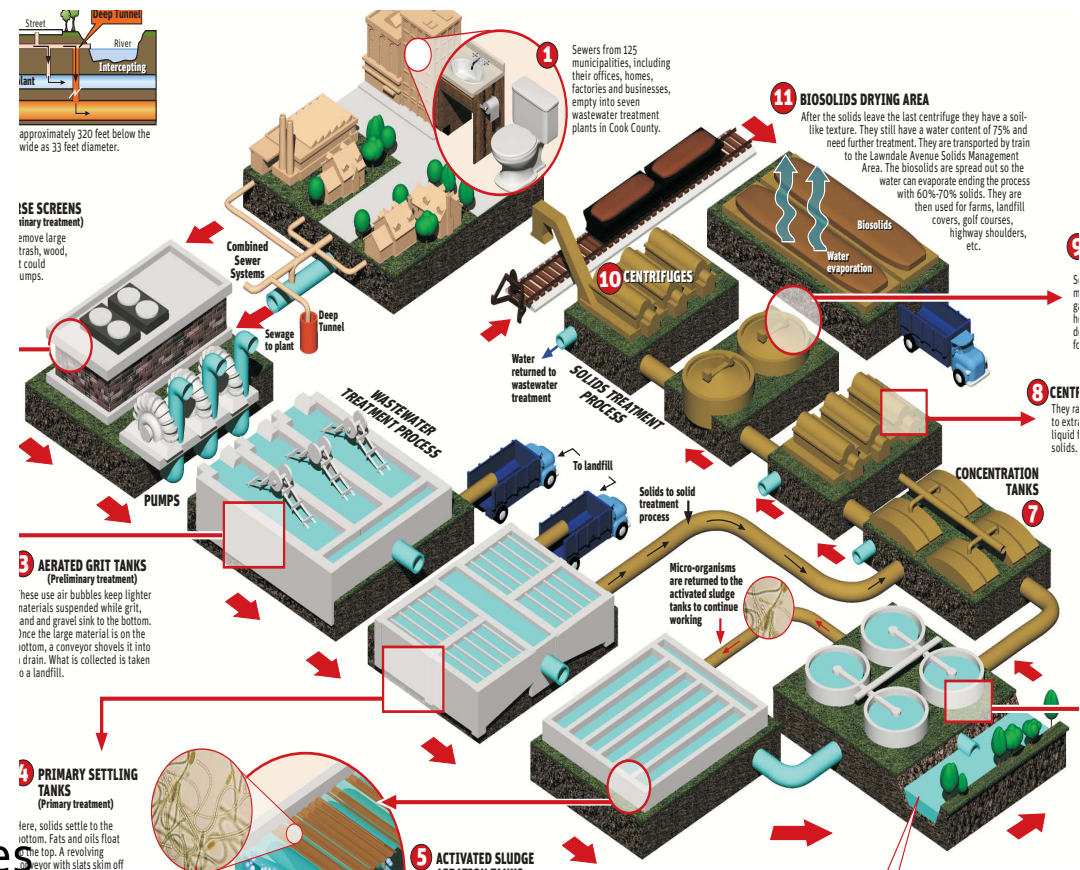 Street
Deep Tunnel
River
Intercepting
approximately 320 feet below the
wide as 33 feet diameter.
1
Sewers from 125
municipalities, including
their offices, homes,
factories and businesses,
empty into seven
wastewater treatment
plants in Cook County.
11 BIOSOLIDS DRYING AREA
After the solids leave the last centrifuge they have a soil-
like texture. They still have a water content of 75% and
need further treatment. They are transported by train
to the Lawndale Avenue Solids Management
Area. The biosolids are spread out so the
water can evaporate ending the process
with 60%-70% solids. They are
then used for farms, landfill
covers, golf courses,
highway shoulders,
etc.
Biosolids
Water
evaporation
SCREENS
treatment)
large
trash, wood,
could
Combined
Sewer
Systems
Sewage
to plant
Deep
Tunnel
10 CENTRIFUGES
Water
returned to
wastewater
treatment
SOLIDS TREATMENT
PROCESS
9
8
They
liquid
solids.
WASTEWATER
TREATMENT PROCESS
PUMPS
To landfill
Solids to solid
treatment
process
CONCENTRATION
TANKS
7
Micro-organisms
are returned to the
activated sludge
tanks to continue
working
3 AERATED GRIT TANKS
(Preliminary treatment)
These use air bubbles keep lighter
materials suspended while grit,
sand and gravel sink to the bottom.
Once the large material is on the
bottom, a conveyor shovels it into
drain. What is collected is taken
to a landfill.
4 PRIMARY SETTLING
TANKS
(Primary treatment)
Here, solids settle to the
bottom. Fats and oils float
the top. A revolving
conveyor with slats skim off
es
5 ACTIVATED SLUDGE
AERATION TANKS